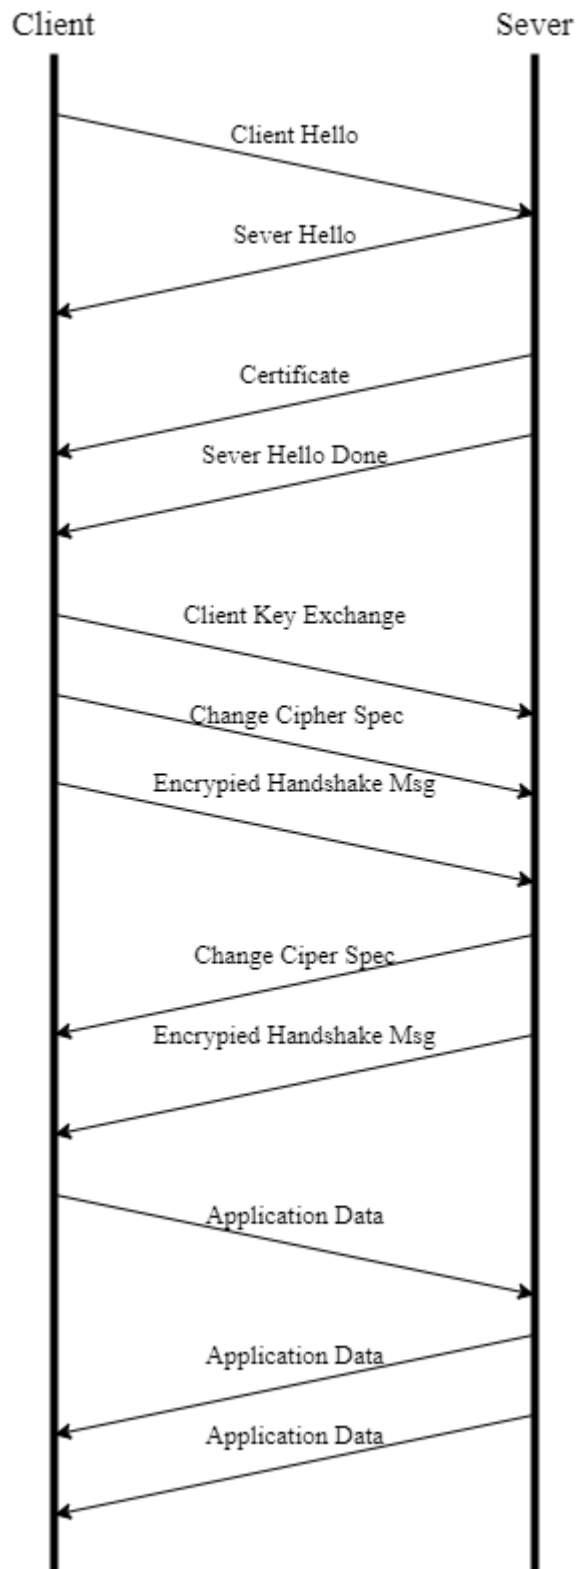 Client
Sever
Client Hello
Sever Hello
Certificate
Sever Hello Done
Client Key Exchange
Change Cipher Spec
Encrypied Handshake Msg
Change Ciper Spec
Encrypied Handshake Msg
Application Data
Application Data
Application Data